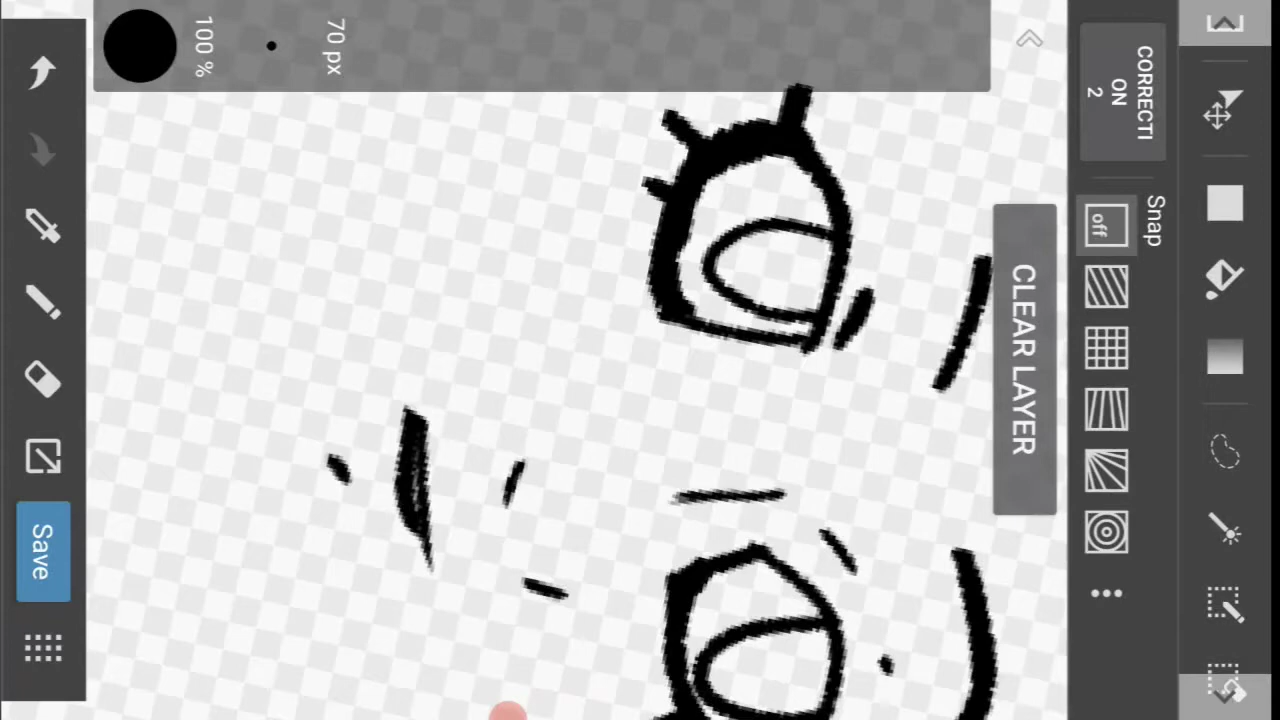 CORRECTI
ON
2
Snap
off
CLEAR LAYER
100 %
70 px
Save